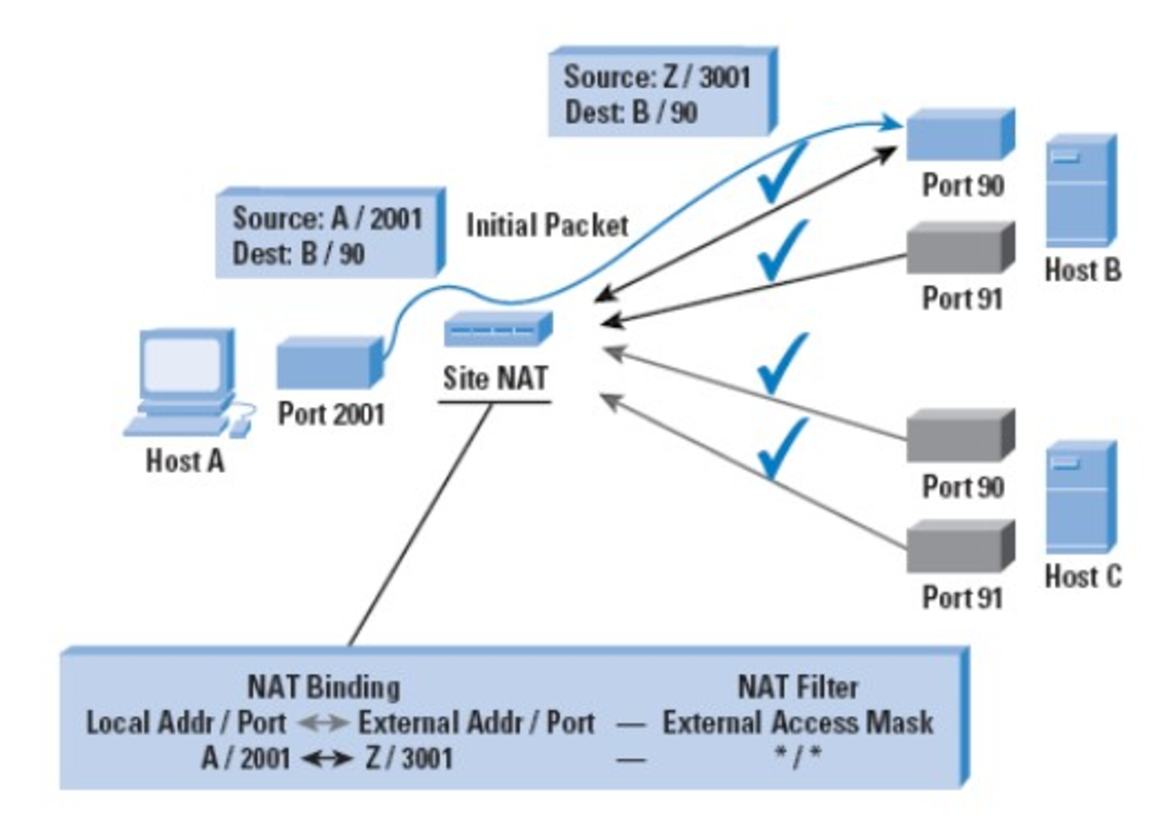 Source: Z / 3001
Dest: B / 90
Source: A / 2001
Dest: B / 90
Initial Packet
Port 90
Host B
Port 91
Site NAT
Port 2001
Host A
Port 90
Host C
Port 91
NAT Binding NAT Filter
Local Addr / Port ↔ External Addr / Port — External Access Mask
A / 2001 ↔ Z / 3001 — * / *